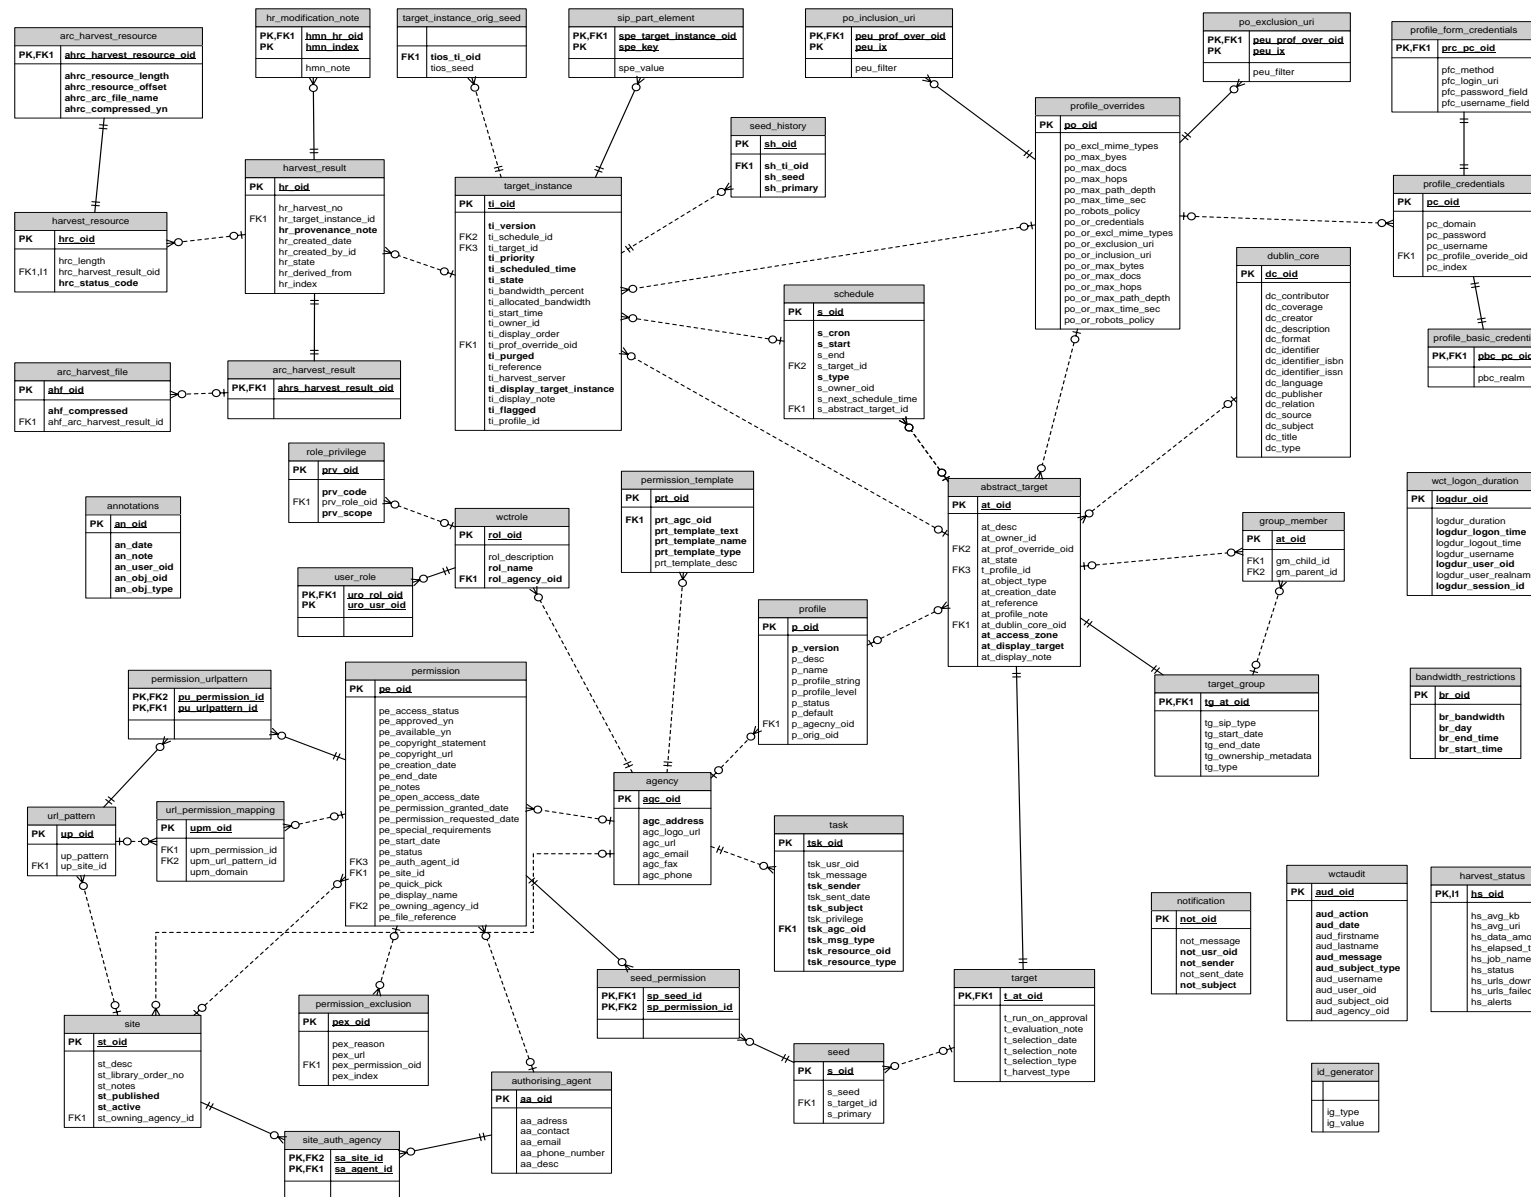 arc_harvest_resource
PK,FK1 ahrc_harvest_resource_oid
ahrc_resource_length
ahrc_resource_offset
ahrc_arc_file_name
ahrc_compressed_yn
hr_modification_note
PK,FK1 hmn_hr_oid
PK hmn_index
hmn_note
target_instance_orig_seed
FK1 tios_ti_oid
tios_seed
sip_part_element
PK,FK1 spe_target_instance_oid
PK spe_key
spe_value
po_inclusion_uri
PK,FK1 peu_prof_over_oid
PK peu_ix
peu_filter
po_exclusion_uri
PK,FK1 peu_prof_over_oid
PK peu_ix
peu_filter
profile_form_credentials
PK,FK1 prc_pc_oid
pfc_method
pfc_login_uri
pfc_password_field
pfc_username_field
seed_history
PK sh_oid
FK1 sh_ti_oid
sh_seed
sh_primary
profile_overrides
PK po_oid
po_excl_mime_types
po_max_byes
po_max_docs
po_max_hops
po_max_path_depth
po_max_time_sec
po_robots_policy
po_or_credentials
po_or_excl_mime_types
po_or_exclusion_uri
po_or_inclusion_uri
po_or_max_bytes
po_or_max_docs
po_or_max_hops
po_or_max_path_depth
po_or_max_time_sec
po_or_robots_policy
harvest_result
PK hr_oid
hr_harvest_no
FK1 hr_target_instance_id
hr_provenance_note
hr_created_date
hr_created_by_id
hr_state
hr_derived_from
hr_index
target_instance
PK ti_oid
ti_version
FK2 ti_schedule_id
FK3 ti_target_id
ti_priority
ti_scheduled_time
ti_state
ti_bandwidth_percent
ti_allocated_bandwidth
ti_start_time
ti_owner_id
ti_display_order
FK1 ti_prof_override_oid
ti_purged
ti_reference
ti_harvest_server
ti_display_target_instance
ti_display_note
ti_flagged
ti_profile_id
profile_credentials
PK pc_oid
pc_domain
pc_password
pc_username
FK1 pc_profile_overide_oid
pc_index
harvest_resource
PK hrc_oid
hrc_length
FK1,I1 hrc_harvest_result_oid
hrc_status_code
dublin_core
PK dc_oid
dc_contributor
dc_coverage
dc_creator
dc_description
dc_format
dc_identifier
dc_identifier_isbn
dc_identifier_issn
dc_language
dc_publisher
dc_relation
dc_source
dc_subject
dc_title
dc_type
schedule
PK s_oid
s_cron
s_start
s_end
FK2 s_target_id
s_type
s_owner_oid
s_next_schedule_time
FK1 s_abstract_target_id
profile_basic_credenti
PK,FK1 pbc_pc_oid
pbc_realm
arc_harvest_file
PK ahf_oid
ahf_compressed
FK1 ahf_arc_harvest_result_id
arc_harvest_result
PK,FK1 ahrs_harvest_result_oid
role_privilege
PK prv_oid
prv_code
FK1 prv_role_oid
prv_scope
permission_template
PK prt_oid
FK1 prt_agc_oid
prt_template_text
prt_template_name
prt_template_type
prt_template_desc
abstract_target
PK at_oid
at_desc
at_owner_id
FK2 at_prof_override_oid
at_state
FK3 t_profile_id
at_object_type
at_creation_date
at_reference
at_profile_note
FK1 at_dublin_core_oid
at_access_zone
at_display_target
at_display_note
wct_logon_duration
PK logdur_oid
logdur_duration
logdur_logon_time
logdur_logout_time
logdur_username
logdur_user_oid
logdur_user_realname
logdur_session_id
annotations
PK an_oid
an_date
an_note
an_user_oid
an_obj_oid
an_obj_type
wctrole
PK rol_oid
rol_description
rol_name
FK1 rol_agency_oid
group_member
PK at_oid
FK1 gm_child_id
FK2 gm_parent_id
user_role
PK,FK1 uro_rol_oid
PK uro_usr_oid
profile
PK p_oid
p_version
p_desc
p_name
p_profile_string
p_profile_level
p_status
p_default
FK1 p_agecny_oid
p_orig_oid
permission_urlpattern
PK,FK2 pu_permission_id
PK,FK1 pu_urlpattern_id
permission
PK pe_oid
pe_access_status
pe_approved_yn
pe_available_yn
pe_copyright_statement
pe_copyright_url
pe_creation_date
pe_end_date
pe_notes
pe_open_access_date
pe_permission_granted_date
pe_permission_requested_date
pe_special_requirements
pe_start_date
pe_status
FK3 pe_auth_agent_id
FK1 pe_site_id
pe_quick_pick
pe_display_name
FK2 pe_owning_agency_id
pe_file_reference
target_group
PK,FK1 tg_at_oid
tg_sip_type
tg_start_date
tg_end_date
tg_ownership_metadata
tg_type
bandwidth_restrictions
PK br_oid
br_bandwidth
br_day
br_end_time
br_start_time
agency
PK agc_oid
agc_address
agc_logo_url
agc_url
agc_email
agc_fax
agc_phone
url_pattern
PK up_oid
up_pattern
FK1 up_site_id
url_permission_mapping
PK upm_oid
FK1 upm_permission_id
FK2 upm_url_pattern_id
upm_domain
task
PK tsk_oid
tsk_usr_oid
tsk_message
tsk_sender
tsk_sent_date
tsk_subject
tsk_privilege
FK1 tsk_agc_oid
tsk_msg_type
tsk_resource_oid
tsk_resource_type
notification
PK not_oid
not_message
not_usr_oid
not_sender
not_sent_date
not_subject
wctaudit
PK aud_oid
aud_action
aud_date
aud_firstname
aud_lastname
aud_message
aud_subject_type
aud_username
aud_user_oid
aud_subject_oid
aud_agency_oid
harvest_status
PK,I1 hs_oid
hs_avg_kb
hs_avg_uri
hs_data_amo
hs_elapsed_t
hs_job_name
hs_status
hs_urls_down
hs_urls_failed
hs_alerts
seed_permission
PK,FK1 sp_seed_id
PK,FK2 sp_permission_id
target
PK,FK1 t_at_oid
t_run_on_approval
t_evaluation_note
t_selection_date
t_selection_note
t_selection_type
t_harvest_type
permission_exclusion
PK pex_oid
pex_reason
pex_url
FK1 pex_permission_oid
pex_index
site
PK st_oid
st_desc
st_library_order_no
st_notes
st_published
st_active
FK1 st_owning_agency_id
seed
PK s_oid
s_seed
FK1 s_target_id
s_primary
authorising_agent
PK aa_oid
aa_adress
aa_contact
aa_email
aa_phone_number
aa_desc
id_generator
ig_type
ig_value
site_auth_agency
PK,FK2 sa_site_id
PK,FK1 sa_agent_id